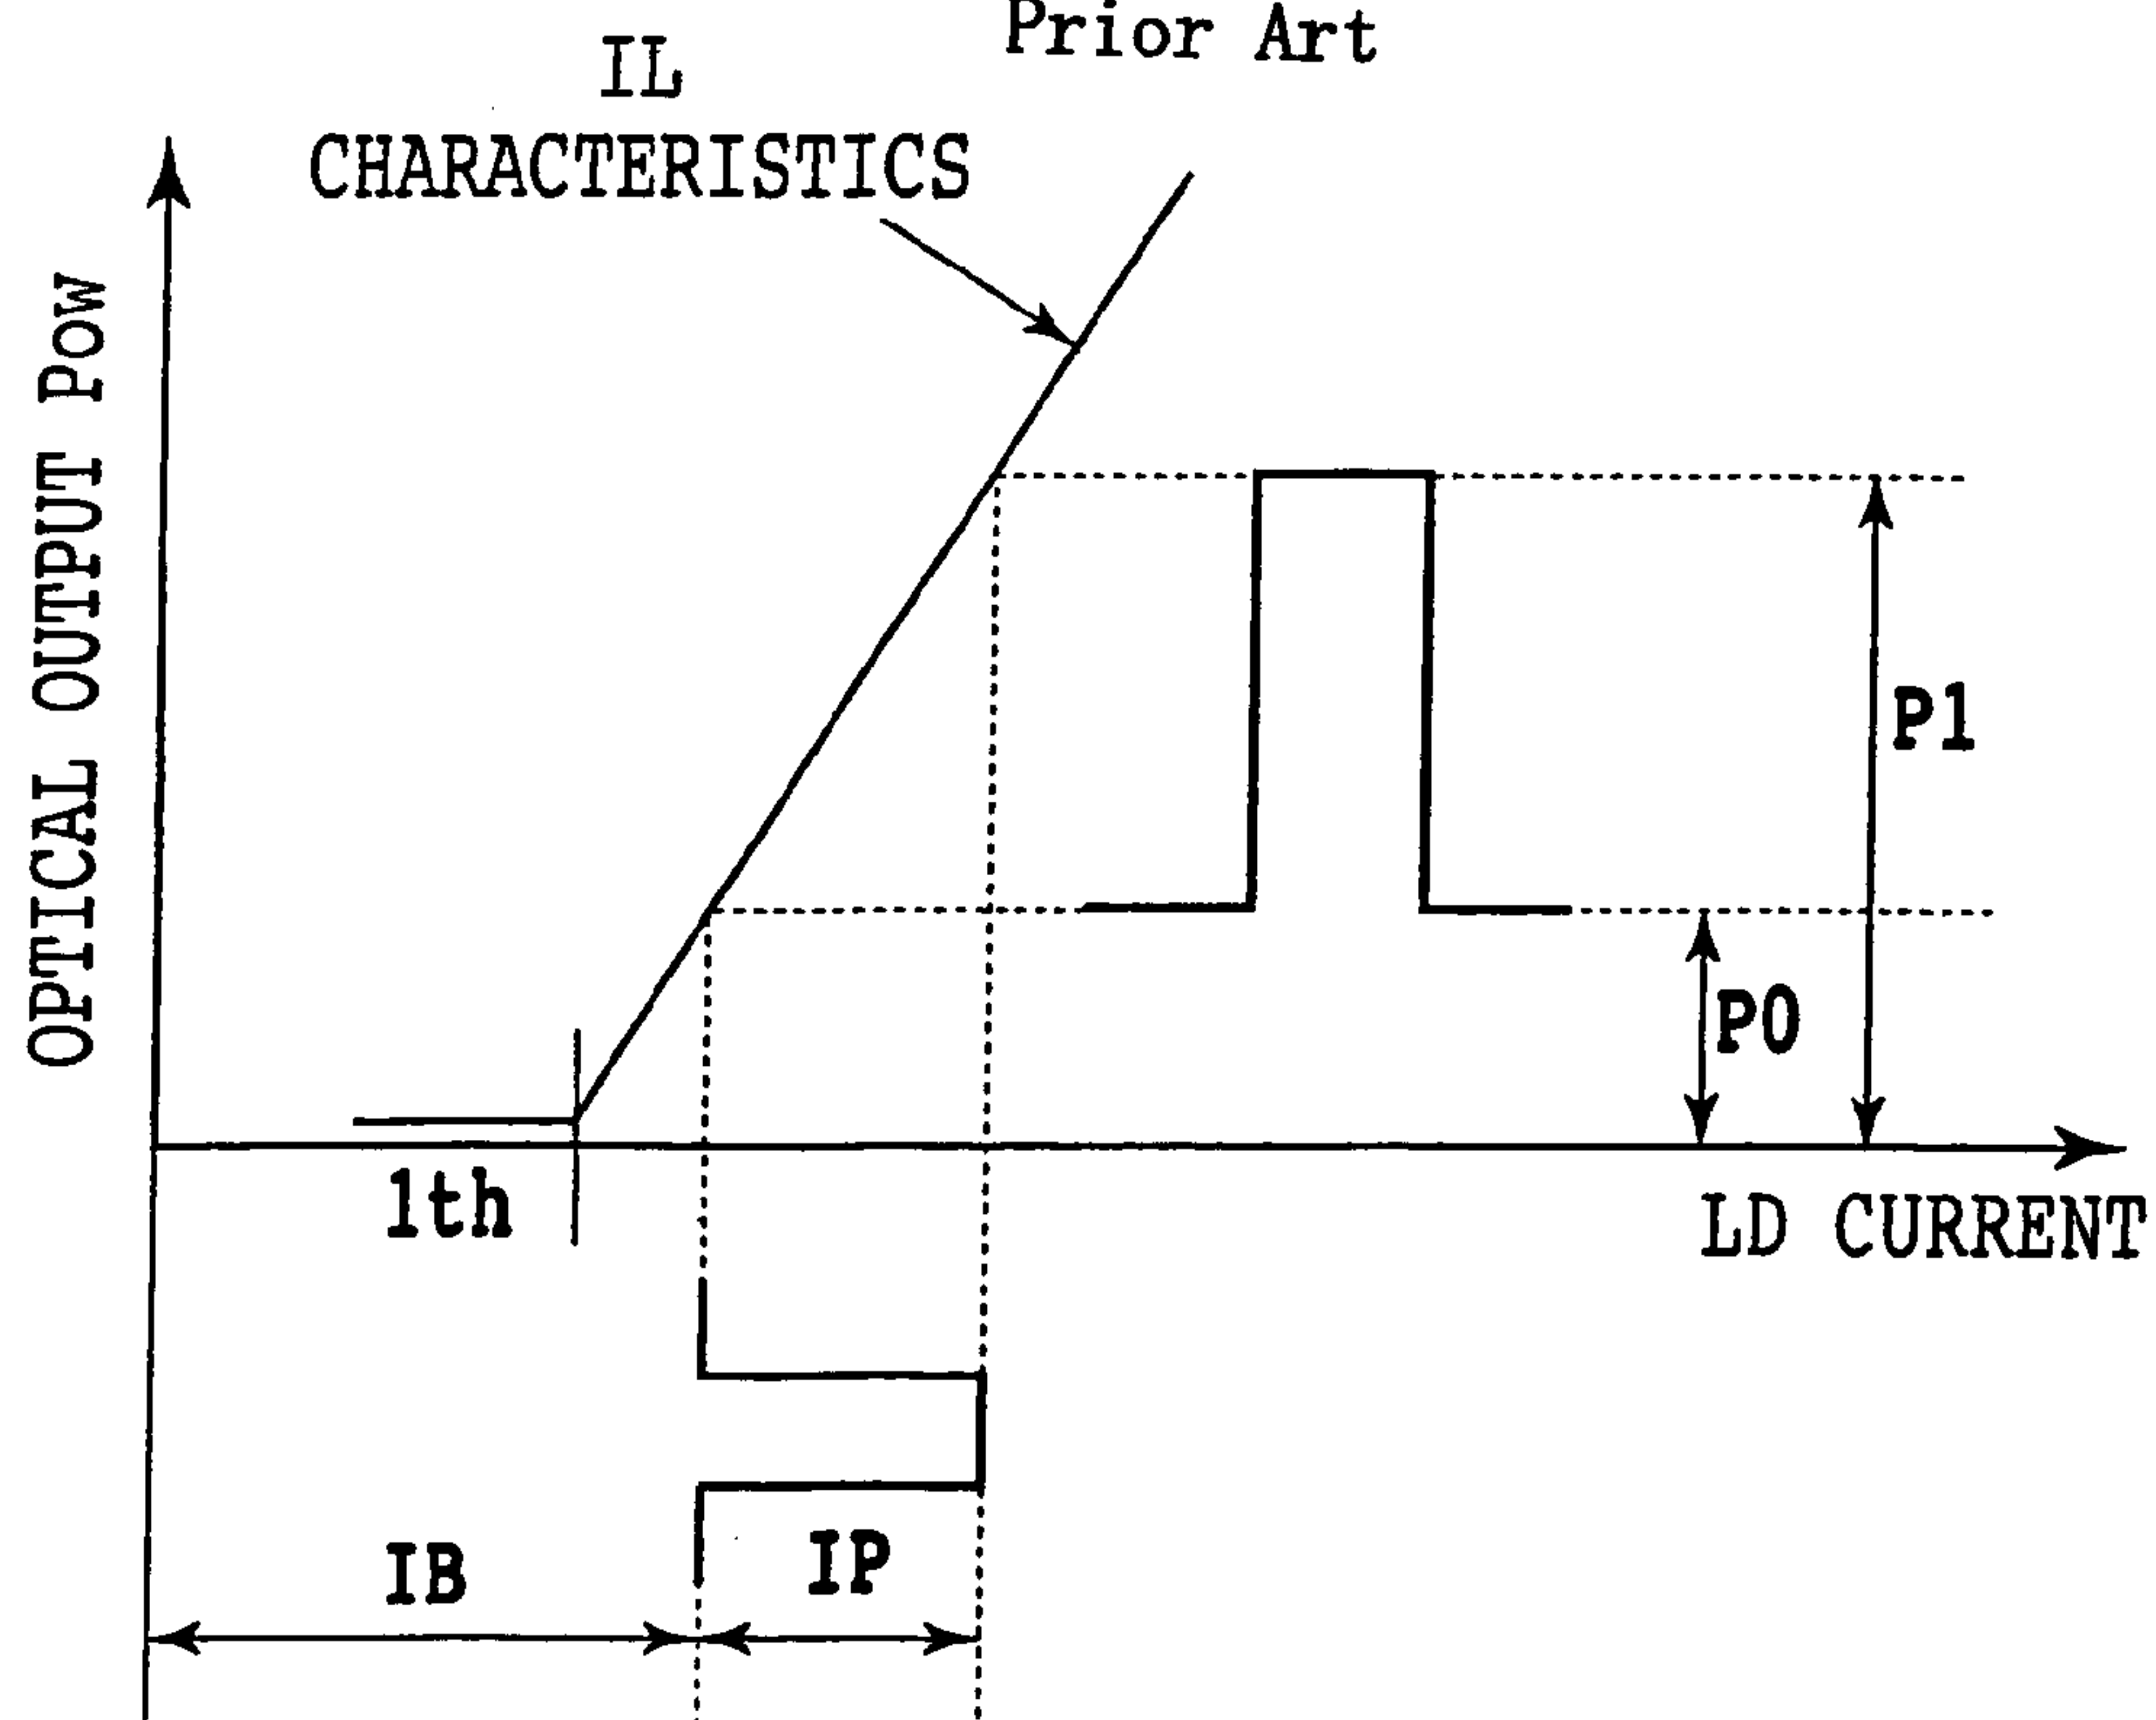 Prior Art
IL
CHARACTERISTICS
OPTICAL OUTPUT POW
P1
P0
1th
LD CURRENT
IB
IP